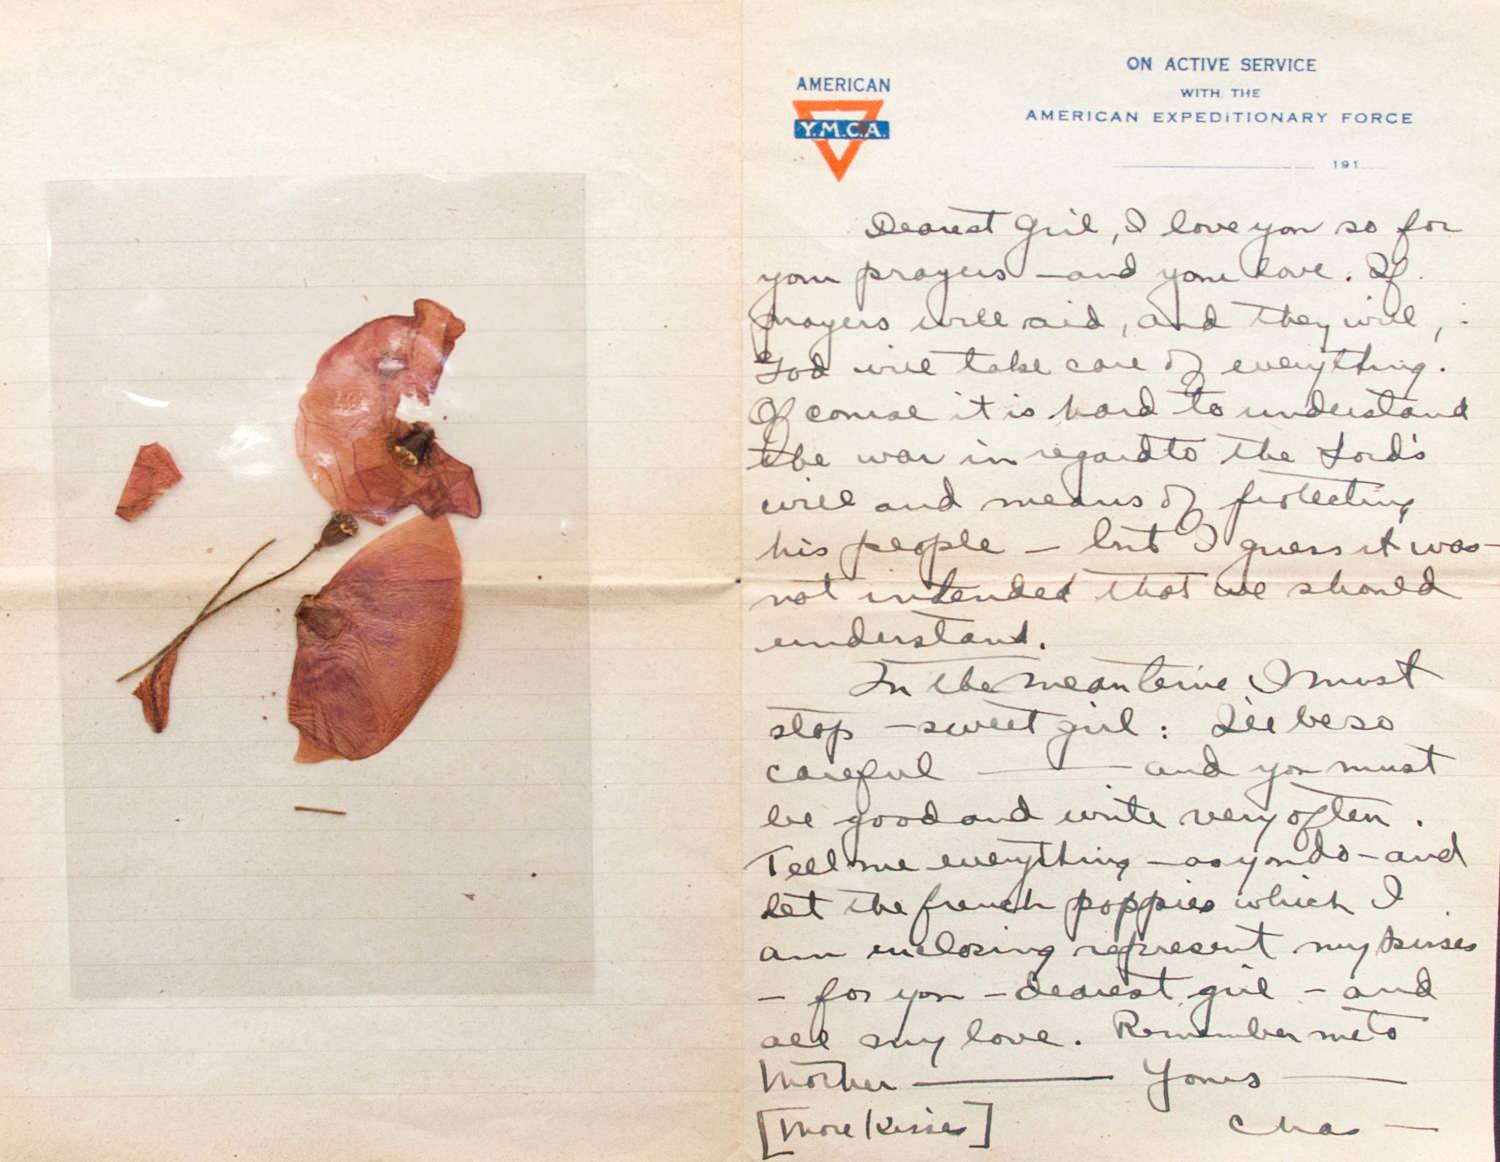 AMERICAN
Y.M.C.A.
ON ACTIVE SERVICE
WITH THE
AMERICAN EXPEDITIONARY FORCE
191
Dearest Girl, I love you so for
your prayers – and your love. If
prayers will aid, and they will,
God will take care of everything.
Of course it is hard to understand
the war in regard to the Lord's
will and means of protecting
his people – but I guess it was
not intended that we should
understand.
In the meantime I must
stop – sweet girl: I'll be so
careful — and you must
be good and write very often.
Tell me everything – as you do – and
let the french poppies which I
am inclosing represent my kisses
– for you – dearest girl – and
all my love. Remember me to
Mother — Yours —
[More kisses] Chas –